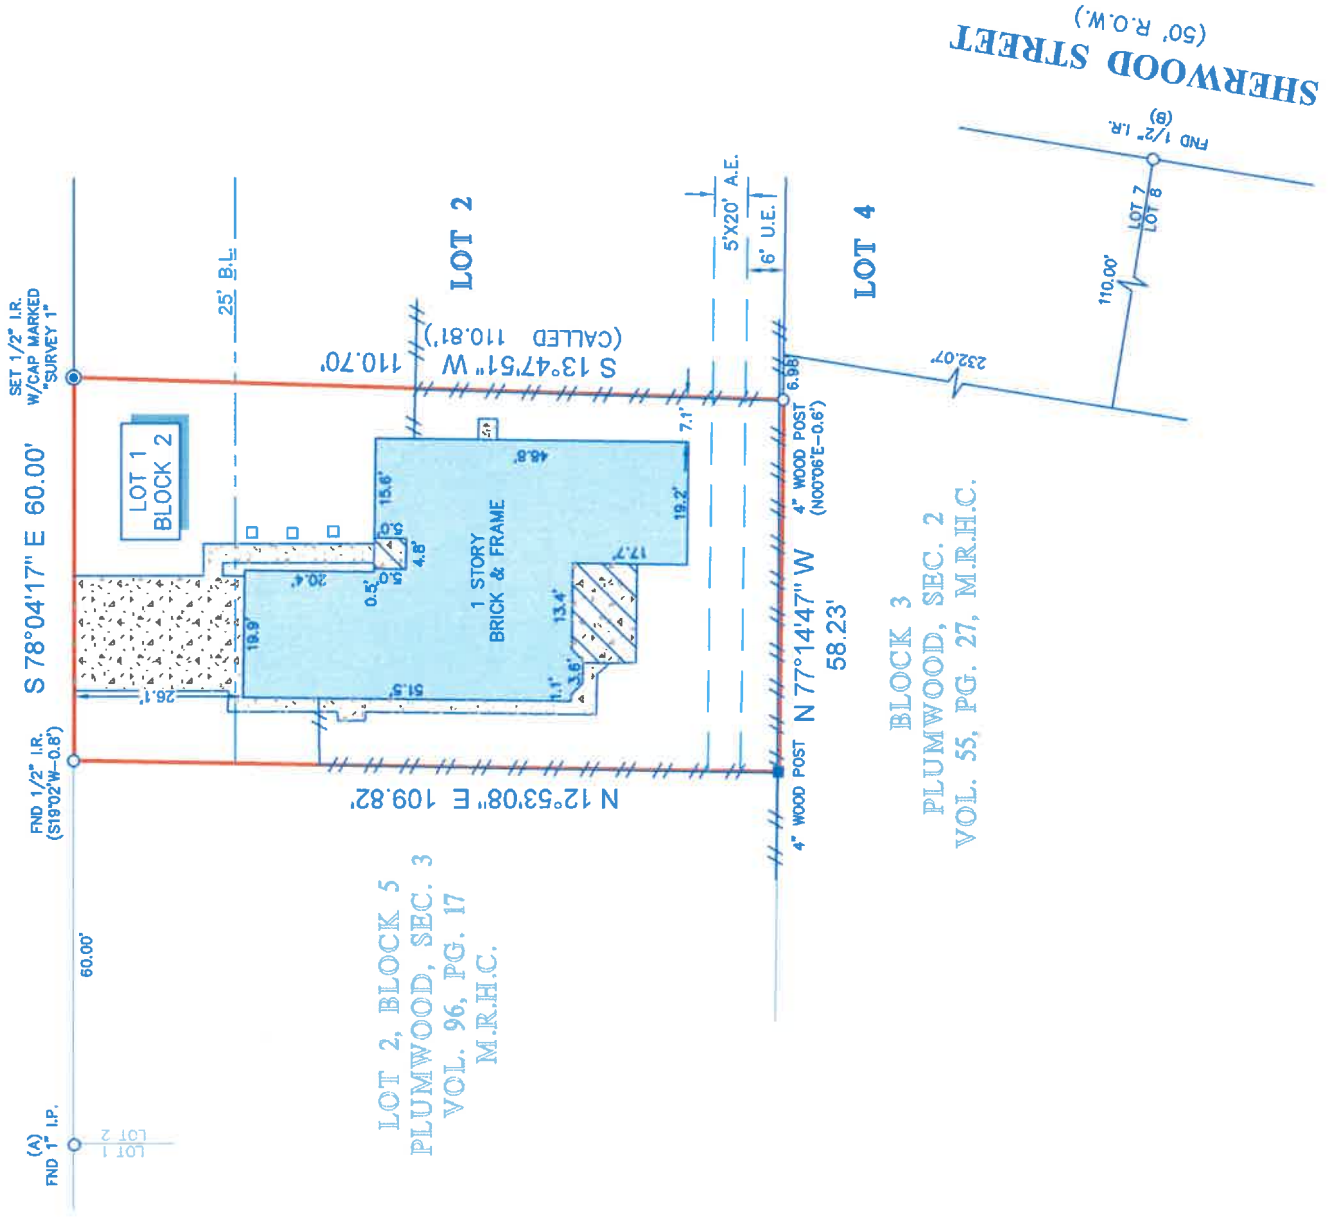 SHERWOOD STREET
(50' R.O.W.)
SET 1/2" I.R.
W/CAP MARKED
"SURVEY 1"
S 78°04'17" E 60.00'
FND 1/2" I.R.
(S19°02'W-0.8')
60.00'
(A)
FND 1" I.P.
LOT 1
LOT 2
25' B.L.
LOT 1
BLOCK 2
LOT 2
S 13°47'51" W 110.70'
(CALLED 110.81')
5'X20' A.E.
6' U.E.
LOT 4
FND 1/2" I.R.
(B)
LOT 7
LOT 8
110.00'
232.07'
6.98'
7.1'
48.8'
15.6'
5.0'
4.8'
5.0'
0.5'
20.4'
19.9'
26.1'
51.5'
1.1'
3.6'
13.4'
17.7'
19.2'
1 STORY
BRICK & FRAME
4" WOOD POST
(N00°06'E-0.6')
N 77°14'47" W
58.23'
4" WOOD POST
N 12°53'08" E 109.82'
BLOCK 3
PLUMWOOD, SEC. 2
VOL. 55, PG. 27, M.R.H.C.
LOT 2, BLOCK 5
PLUMWOOD, SEC. 3
VOL. 96, PG. 17
M.R.H.C.